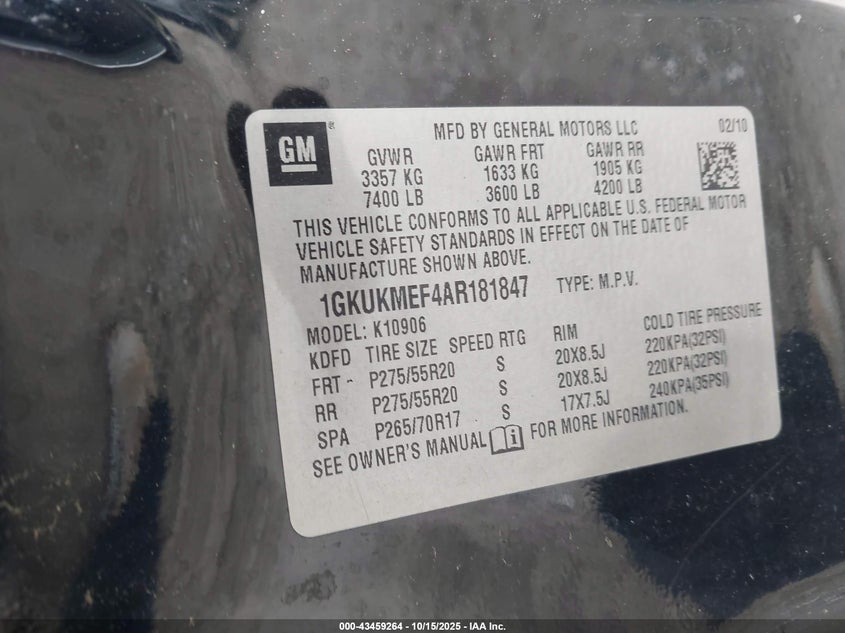 GM
®
MFD BY GENERAL MOTORS LLC
02/10
GVWR GAWR FRT GAWR RR
3357 KG 1633 KG 1905 KG
7400 LB 3600 LB 4200 LB
THIS VEHICLE CONFORMS TO ALL APPLICABLE U.S. FEDERAL MOTOR
VEHICLE SAFETY STANDARDS IN EFFECT ON THE DATE OF
MANUFACTURE SHOWN ABOVE.
1GKUKMEF4AR181847 TYPE: M.P.V.
MODEL: K10906
KDFD TIRE SIZE SPEED RTG RIM COLD TIRE PRESSURE
FRT - P275/55R20 S 20X8.5J 220KPA(32PSI)
RR P275/55R20 S 20X8.5J 220KPA(32PSI)
SPA P265/70R17 S 17X7.5J 240KPA(35PSI)
SEE OWNER'S MANUAL i FOR MORE INFORMATION.
000-43459264 - 10/15/2025 - IAA Inc.